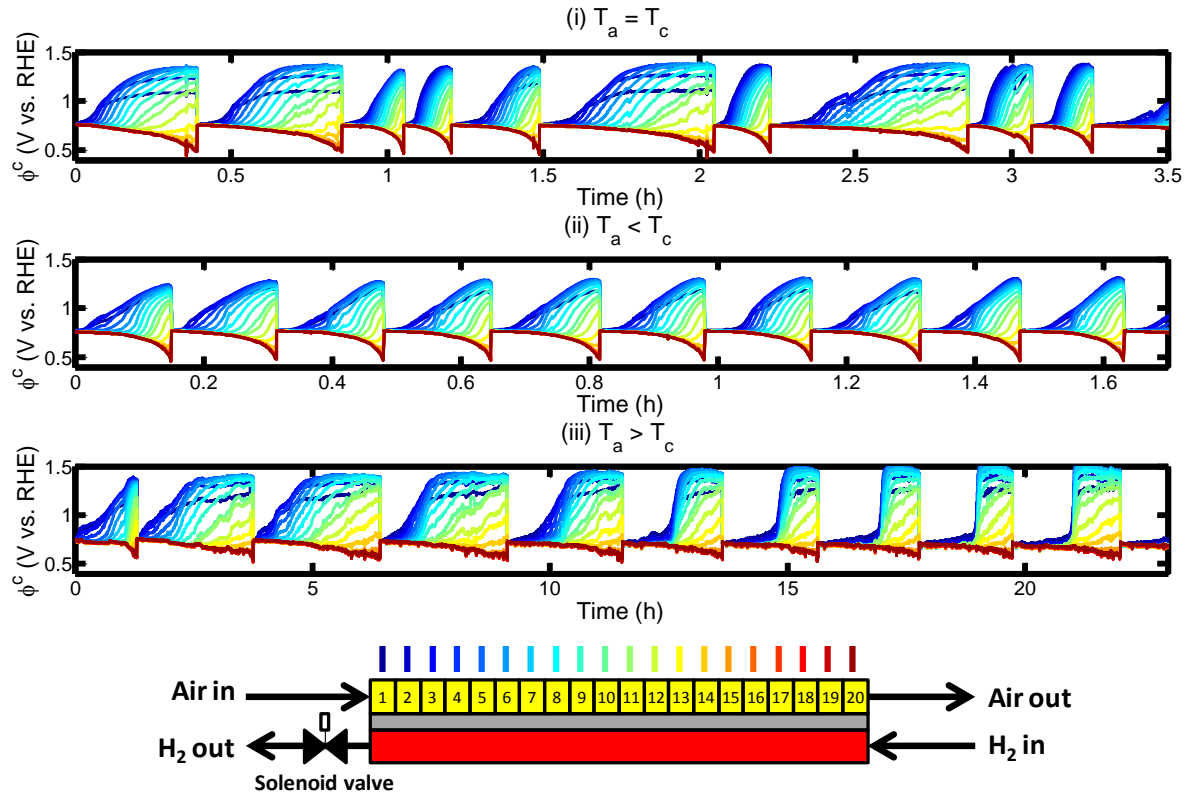 (i) T_a = T_c
ϕ^c (V vs. RHE)
1.5
1
0.5
0 0.5 1 1.5 2 2.5 3 3.5
Time (h)
(ii) T_a < T_c
ϕ^c (V vs. RHE)
1.5
1
0.5
0 0.2 0.4 0.6 0.8 1 1.2 1.4 1.6
Time (h)
(iii) T_a > T_c
ϕ^c (V vs. RHE)
1.5
1
0.5
0 5 10 15 20
Time (h)
Air in
1 2 3 4 5 6 7 8 9 10 11 12 13 14 15 16 17 18 19 20
Air out
H_2 out
H_2 in
Solenoid valve